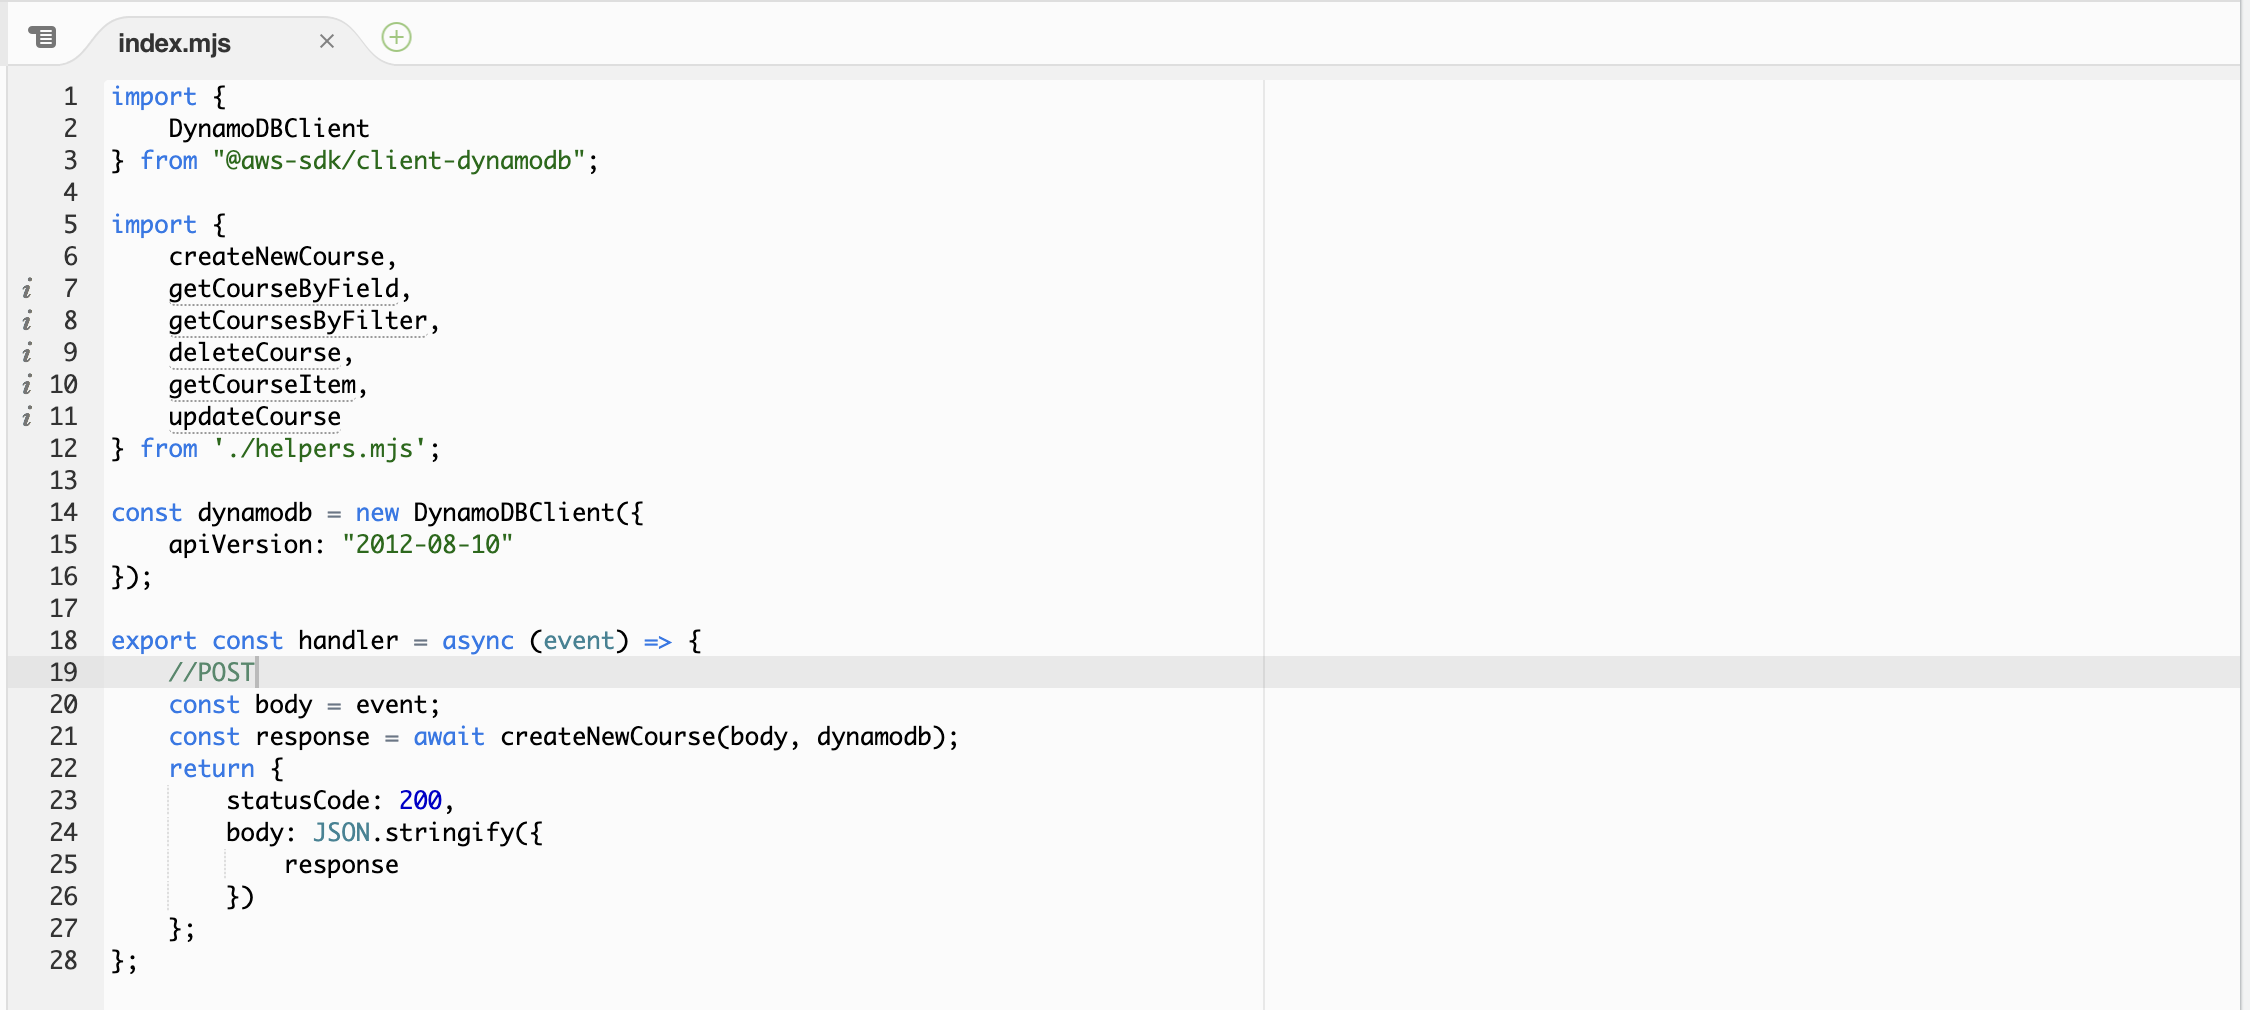 index.mjs
1 import {
2     DynamoDBClient
3 } from "@aws-sdk/client-dynamodb";
4
5 import {
6     createNewCourse,
i 7     getCourseByField,
i 8     getCoursesByFilter,
i 9     deleteCourse,
i 10     getCourseItem,
i 11     updateCourse
12 } from './helpers.mjs';
13
14 const dynamodb = new DynamoDBClient({
15     apiVersion: "2012-08-10"
16 });
17
18 export const handler = async (event) => {
19     //POST
20     const body = event;
21     const response = await createNewCourse(body, dynamodb);
22     return {
23         statusCode: 200,
24         body: JSON.stringify({
25             response
26         })
27     };
28 };